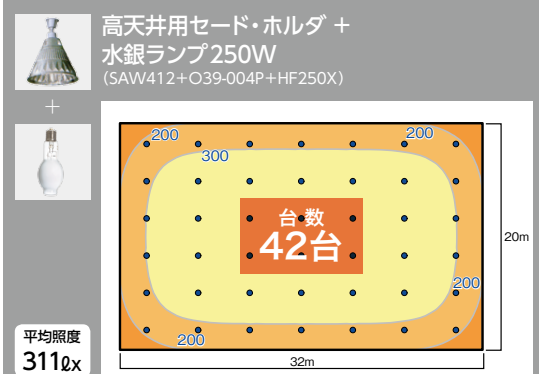 高天井用セード・ホルダ +
水銀ランプ250W
（SAW412+O39-004P+HF250X）
+
200
200
300
台 数
42台
20m
200
200
平均照度
311ℓx
32m